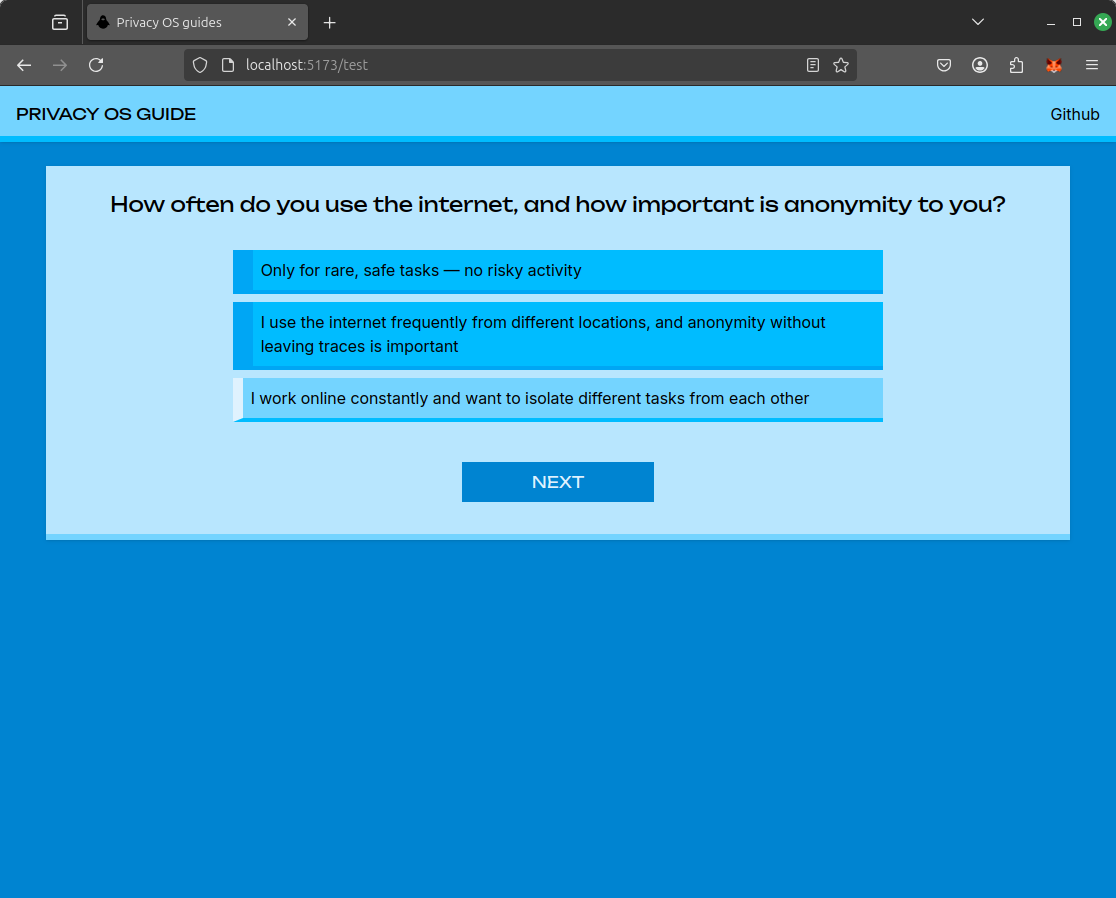 Privacy OS guides
localhost:5173/test
PRIVACY OS GUIDE
Github
How often do you use the internet, and how important is anonymity to you?
Only for rare, safe tasks — no risky activity
I use the internet frequently from different locations, and anonymity without
leaving traces is important
I work online constantly and want to isolate different tasks from each other
NEXT